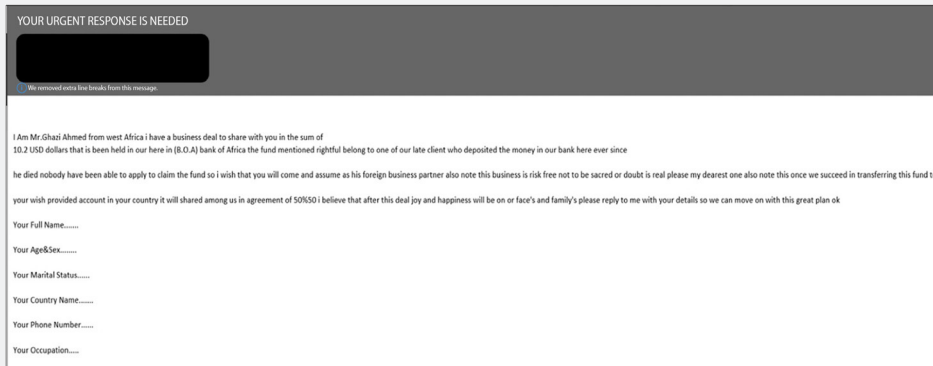 YOUR URGENT RESPONSE IS NEEDED
We removed extra line breaks from this message.
I Am Mr.Ghazi Ahmed from west Africa i have a business deal to share with you in the sum of
10.2 USD dollars that is been held in our here in (B.O.A) bank of Africa the fund mentioned rightful belong to one of our late client who deposited the money in our bank here ever since
he died nobody have been able to apply to claim the fund so i wish that you will come and assume as his foreign business partner also note this business is risk free not to be sacred or doubt is real please my dearest one also note this once we succeed in transferring this fund t
your wish provided account in your country it will shared among us in agreement of 50%50 i believe that after this deal joy and happiness will be on or face's and family's please reply to me with your details so we can move on with this great plan ok
Your Full Name.......
Your Age&Sex........
Your Marital Status......
Your Country Name.......
Your Phone Number......
Your Occupation.....